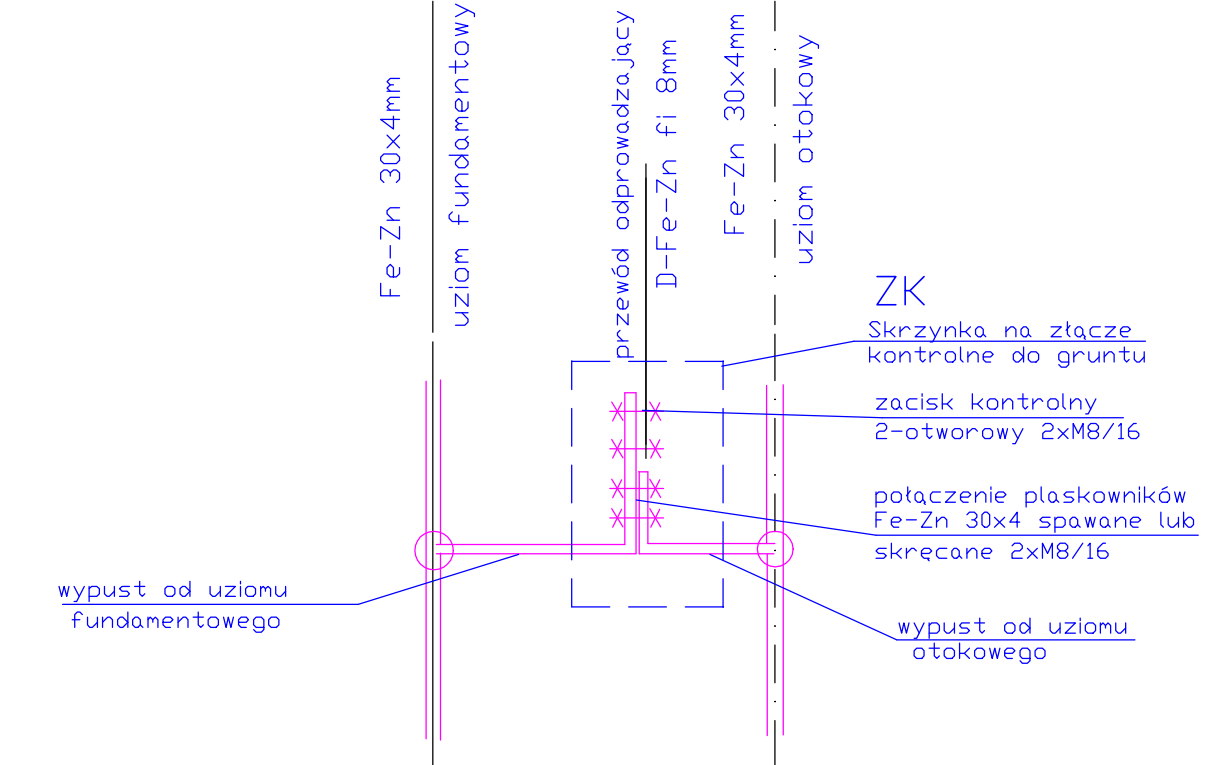 Fe-Zn 30x4mm
uziom fundamentowy
przewód odprowadzający
D-Fe-Zn fi 8mm
Fe-Zn 30x4mm
uziom otokowy
ZK
Skrzynka na złącze
kontrolne do gruntu
zacisk kontrolny
2-otworowy 2xM8/16
połączenie plaskowników
Fe-Zn 30x4 spawane lub
skręcane 2xM8/16
wypust od uziomu
fundamentowego
wypust od uziomu
otokowego